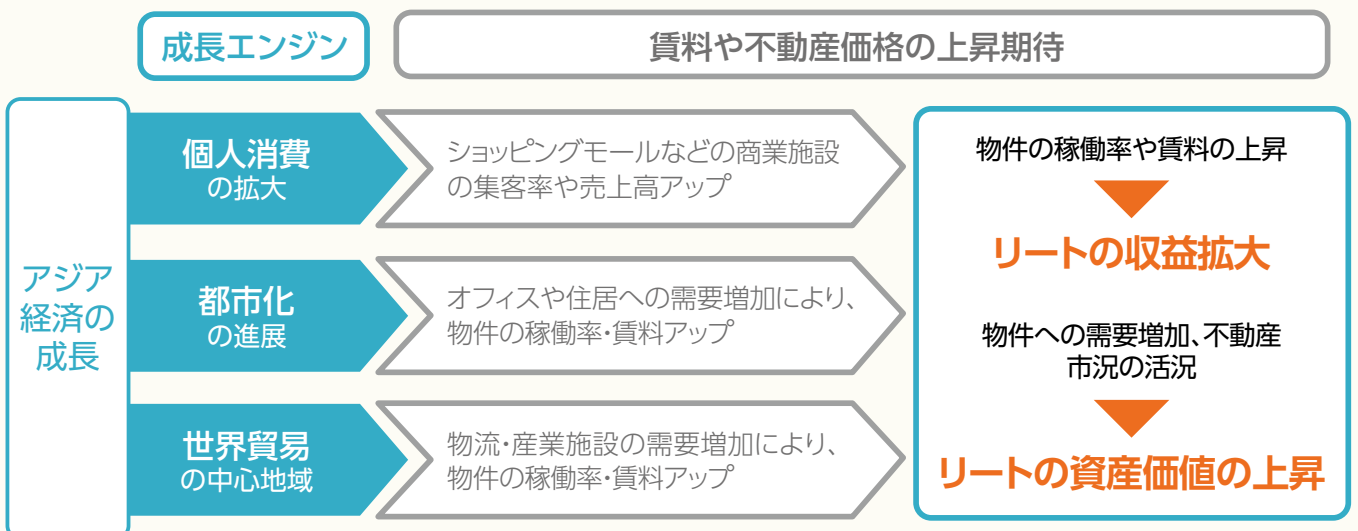 成長エンジン
賃料や不動産価格の上昇期待
アジア
経済の
成長
個人消費
の拡大
ショッピングモールなどの商業施設
の集客率や売上高アップ
都市化
の進展
オフィスや住居への需要増加により、
物件の稼働率・賃料アップ
世界貿易
の中心地域
物流・産業施設の需要増加により、
物件の稼働率・賃料アップ
物件の稼働率や賃料の上昇
リートの収益拡大
物件への需要増加、不動産
市況の活況
リートの資産価値の上昇